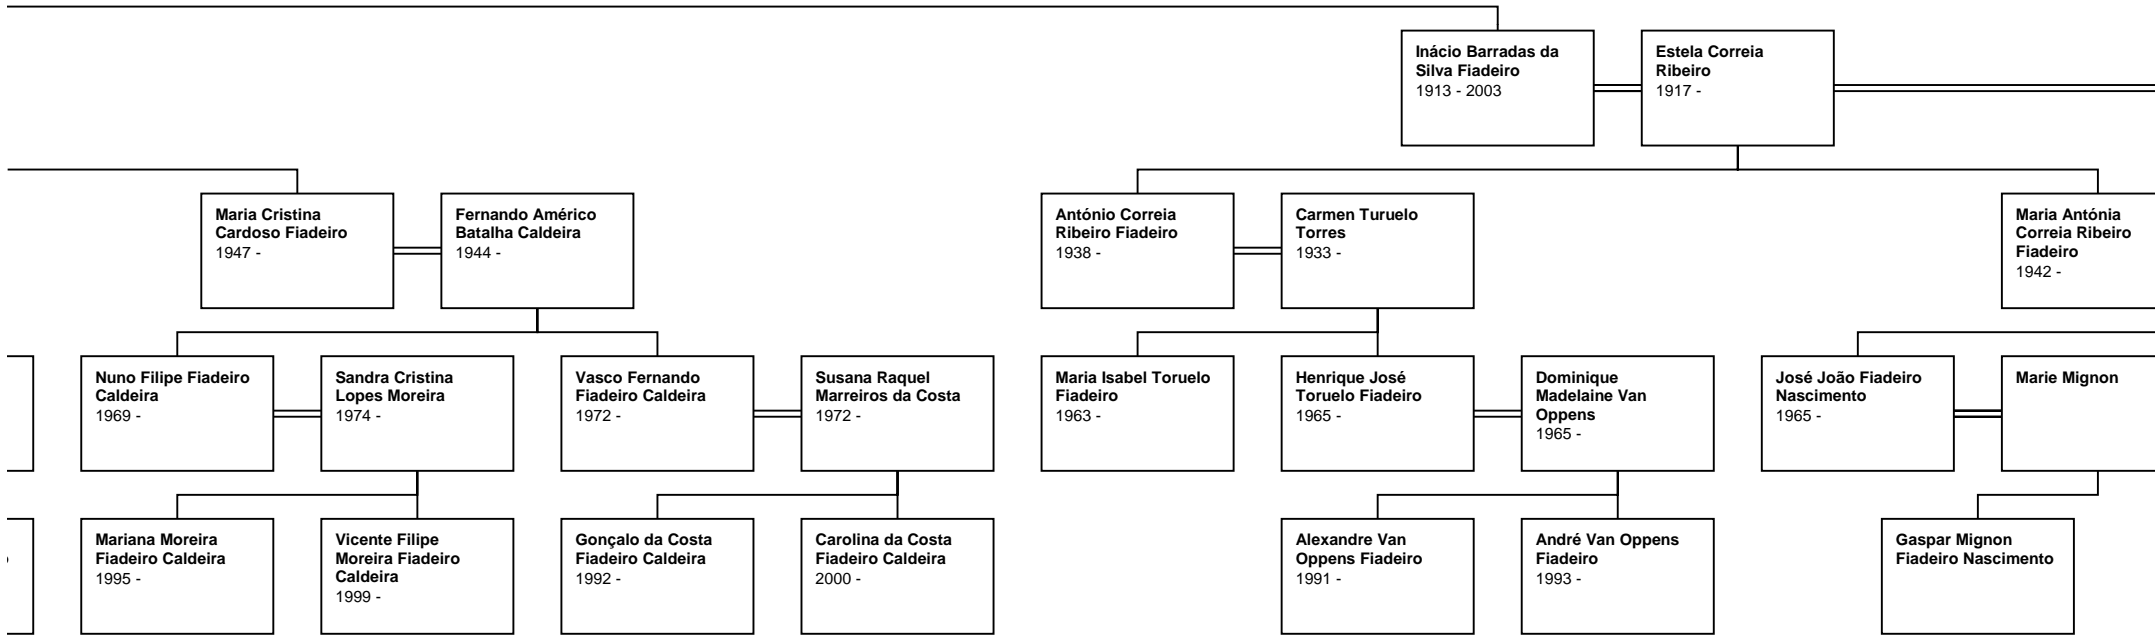 Inácio Barradas da
Silva Fiadeiro
1913 - 2003
Estela Correia
Ribeiro
1917 -
Maria Cristina
Cardoso Fiadeiro
1947 -
Fernando Américo
Batalha Caldeira
1944 -
António Correia
Ribeiro Fiadeiro
1938 -
Carmen Turuelo
Torres
1933 -
Maria Antónia
Correia Ribeiro
Fiadeiro
1942 -
Nuno Filipe Fiadeiro
Caldeira
1969 -
Sandra Cristina
Lopes Moreira
1974 -
Vasco Fernando
Fiadeiro Caldeira
1972 -
Susana Raquel
Marreiros da Costa
1972 -
Maria Isabel Toruelo
Fiadeiro
1963 -
Henrique José
Toruelo Fiadeiro
1965 -
Dominique
Madelaine Van
Oppens
1965 -
José João Fiadeiro
Nascimento
1965 -
Marie Mignon
Mariana Moreira
Fiadeiro Caldeira
1995 -
Vicente Filipe
Moreira Fiadeiro
Caldeira
1999 -
Gonçalo da Costa
Fiadeiro Caldeira
1992 -
Carolina da Costa
Fiadeiro Caldeira
2000 -
Alexandre Van
Oppens Fiadeiro
1991 -
André Van Oppens
Fiadeiro
1993 -
Gaspar Mignon
Fiadeiro Nascimento